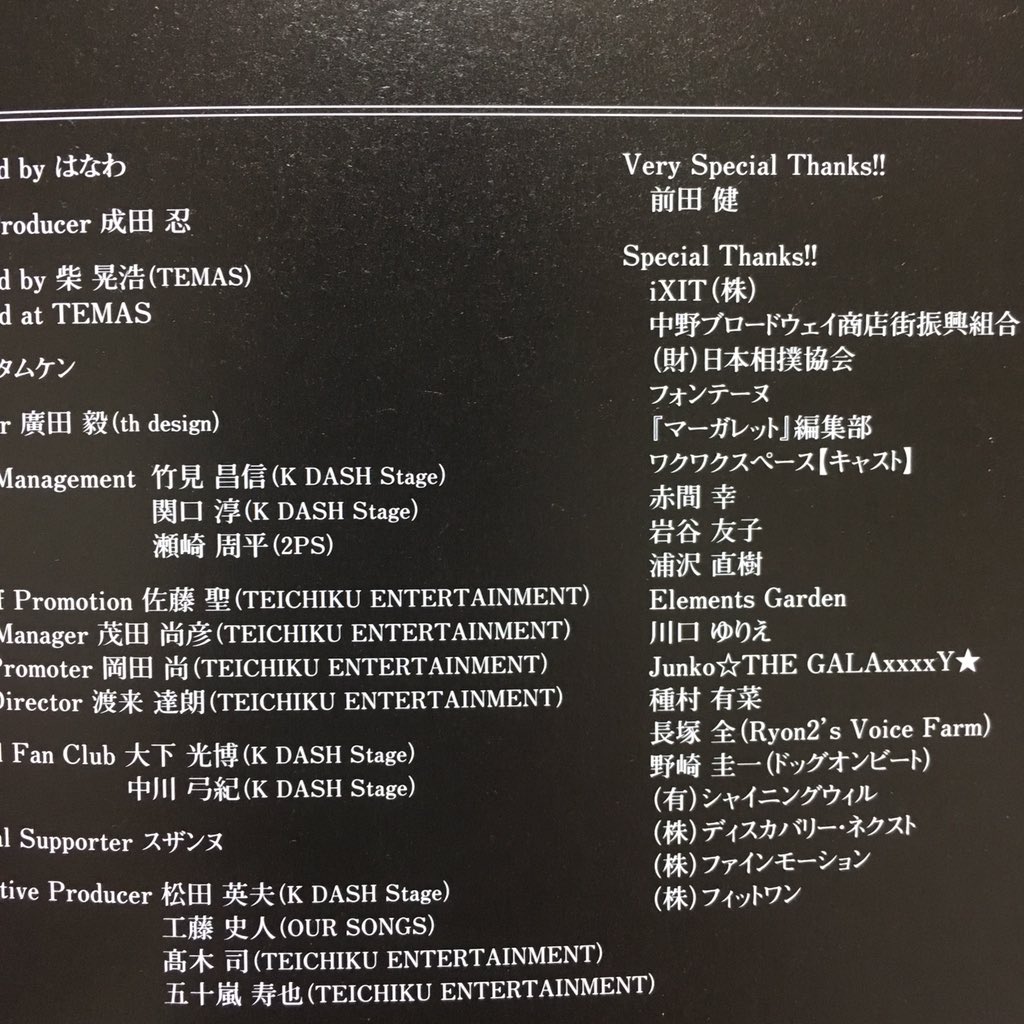 d by はなわ
roducer 成田 忍
d by 柴 晃浩(TEMAS)
d at TEMAS
タムケン
r 廣田 毅(th design)
Management 竹見 昌信(K DASH Stage)
関口 淳(K DASH Stage)
瀬崎 周平(2PS)
f Promotion 佐藤 聖(TEICHIKU ENTERTAINMENT)
Manager 茂田 尚彦(TEICHIKU ENTERTAINMENT)
Promoter 岡田 尚(TEICHIKU ENTERTAINMENT)
Director 渡来 達朗(TEICHIKU ENTERTAINMENT)
l Fan Club 大下 光博(K DASH Stage)
中川 弓紀(K DASH Stage)
al Supporter スザンヌ
tive Producer 松田 英夫(K DASH Stage)
工藤 史人(OUR SONGS)
髙木 司(TEICHIKU ENTERTAINMENT)
五十嵐 寿也(TEICHIKU ENTERTAINMENT)
Very Special Thanks!!
前田 健
Special Thanks!!
iXIT(株)
中野ブロードウェイ商店街振興組合
(財)日本相撲協会
フォンテーヌ
『マーガレット』編集部
ワクワクスペース【キャスト】
赤間 幸
岩谷 友子
浦沢 直樹
Elements Garden
川口 ゆりえ
Junko☆THE GALAxxxxY★
種村 有菜
長塚 全(Ryon2's Voice Farm)
野崎 圭一(ドッグオンビート)
(有)シャイニングウィル
(株)ディスカバリー・ネクスト
(株)ファインモーション
(株)フィットワン